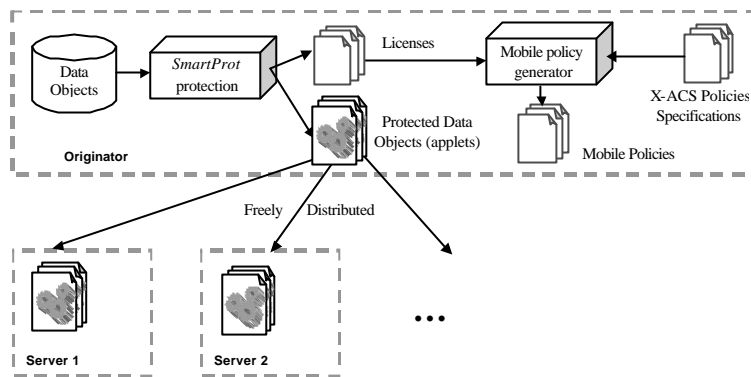 Data
Objects
SmartProt
protection
Licenses
Mobile policy
generator
X-ACS Policies
Specifications
Protected Data
Objects (applets)
Mobile Policies
Originator
Freely Distributed
...
Server 1
Server 2